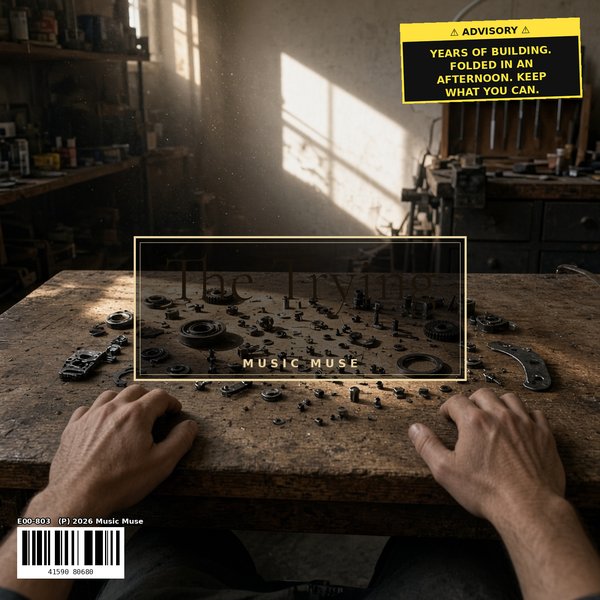 ⚠ ADVISORY ⚠
YEARS OF BUILDING.
FOLDED IN AN
AFTERNOON. KEEP
WHAT YOU CAN.
The Trying
MUSIC MUSE
E00-803 (P) 2026 Music Muse
41590 80680